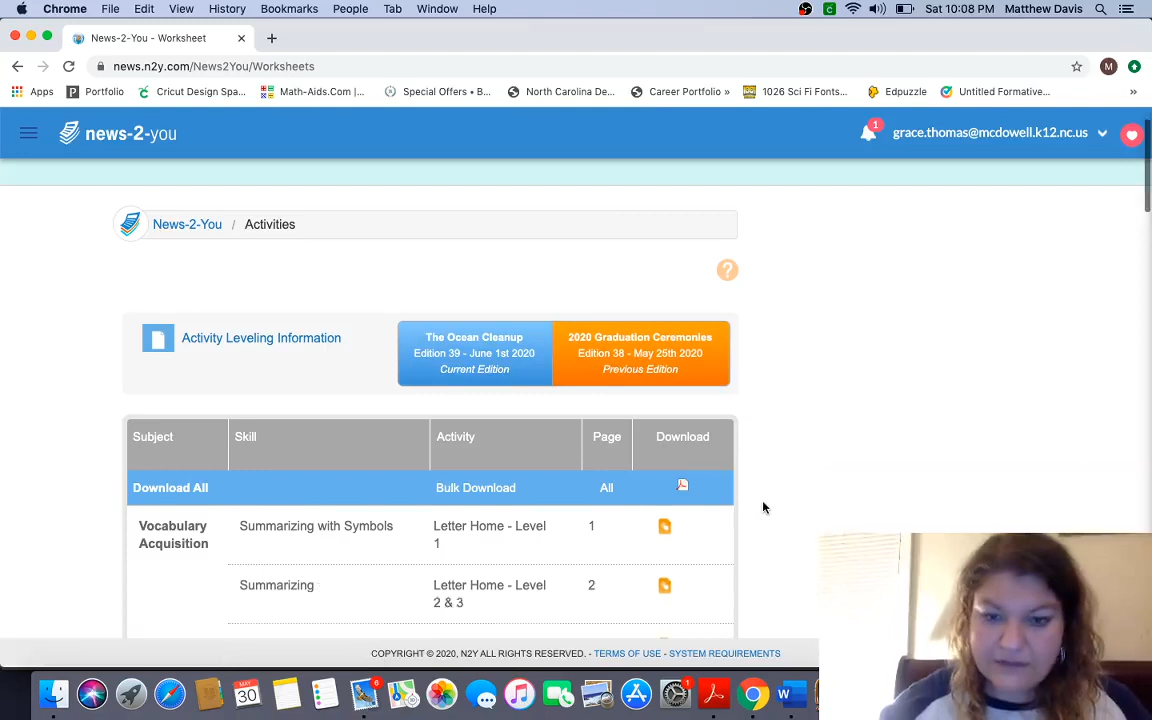 Chrome File Edit View History Bookmarks People Tab Window Help Sat 10:08 PM Matthew Davis
News-2-You - Worksheet
news.n2y.com/News2You/Worksheets M
Apps Portfolio Cricut Design Spa... Math-Aids.Com |... Special Offers • B... North Carolina De... Career Portfolio » 1026 Sci Fi Fonts... Edpuzzle Untitled Formative... »
news-2-you 1 grace.thomas@mcdowell.k12.nc.us
News-2-You / Activities
?
Activity Leveling Information
The Ocean Cleanup
Edition 39 - June 1st 2020
Current Edition
2020 Graduation Ceremonies
Edition 38 - May 25th 2020
Previous Edition
Subject Skill Activity Page Download
Download All Bulk Download All
Vocabulary Acquisition
Summarizing with Symbols Letter Home - Level 1 1
Summarizing Letter Home - Level 2 & 3 2
COPYRIGHT © 2020, N2Y ALL RIGHTS RESERVED. - TERMS OF USE - SYSTEM REQUIREMENTS
MAY
30
6
1